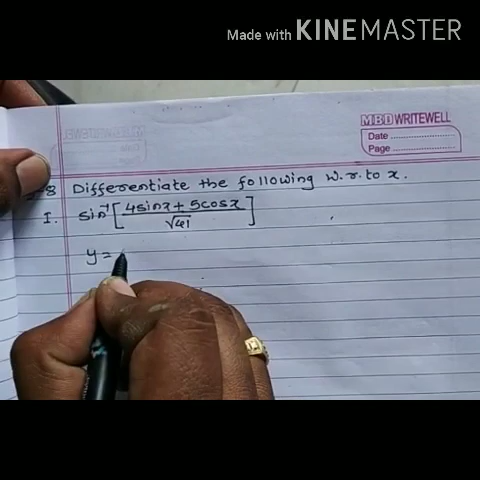 Made with KINEMASTER
MBD WRITEWELL
Date ..................
Page ..................
8 Differentiate the following w.r.to x.
I. sin⁻¹ [ 4sinx + 5cosx / √41 ]
y =